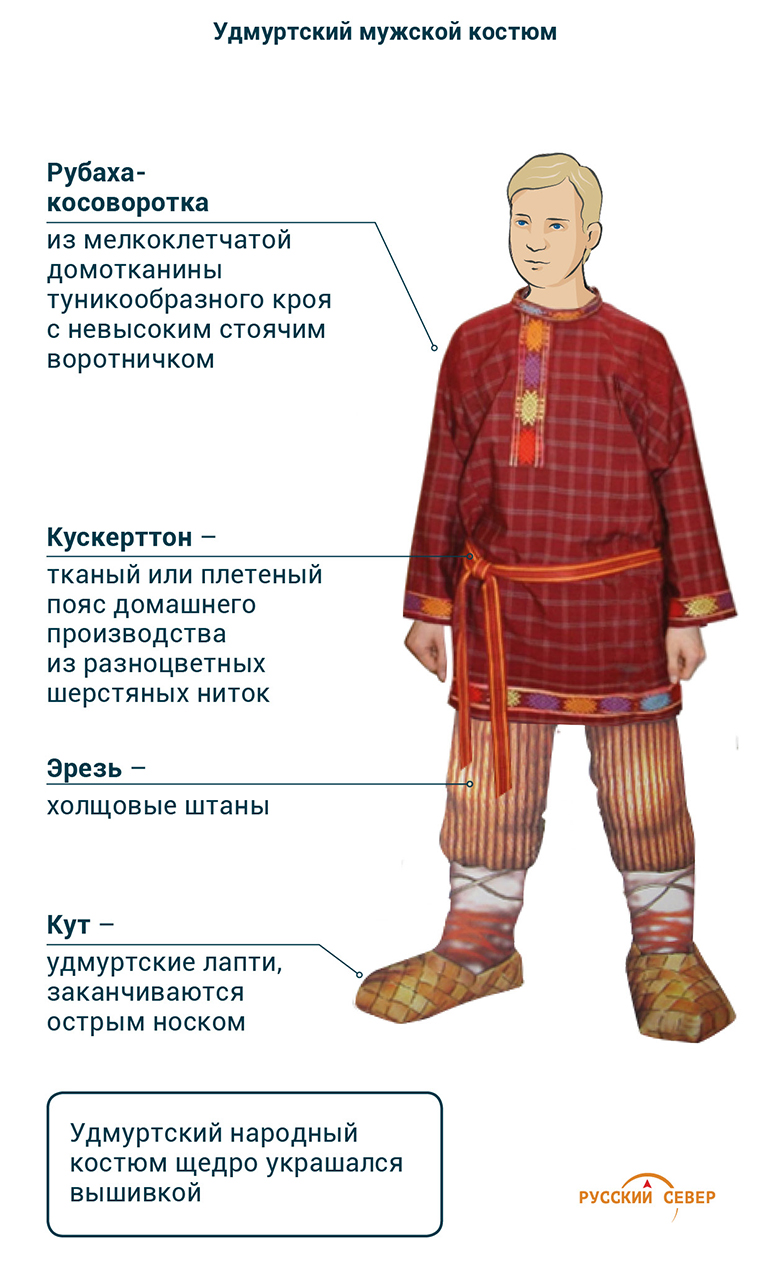 Удмуртский мужской костюм
Рубаха-
косоворотка
из мелкоклетчатой
домотканины
туникообразного кроя
с невысоким стоячим
воротничком
Кускерттон –
тканый или плетеный
пояс домашнего
производства
из разноцветных
шерстяных ниток
Эрезь –
холщовые штаны
Кут –
удмуртские лапти,
заканчиваются
острым носком
Удмуртский народный
костюм щедро украшался
вышивкой
РУССКИЙ СЕВЕР